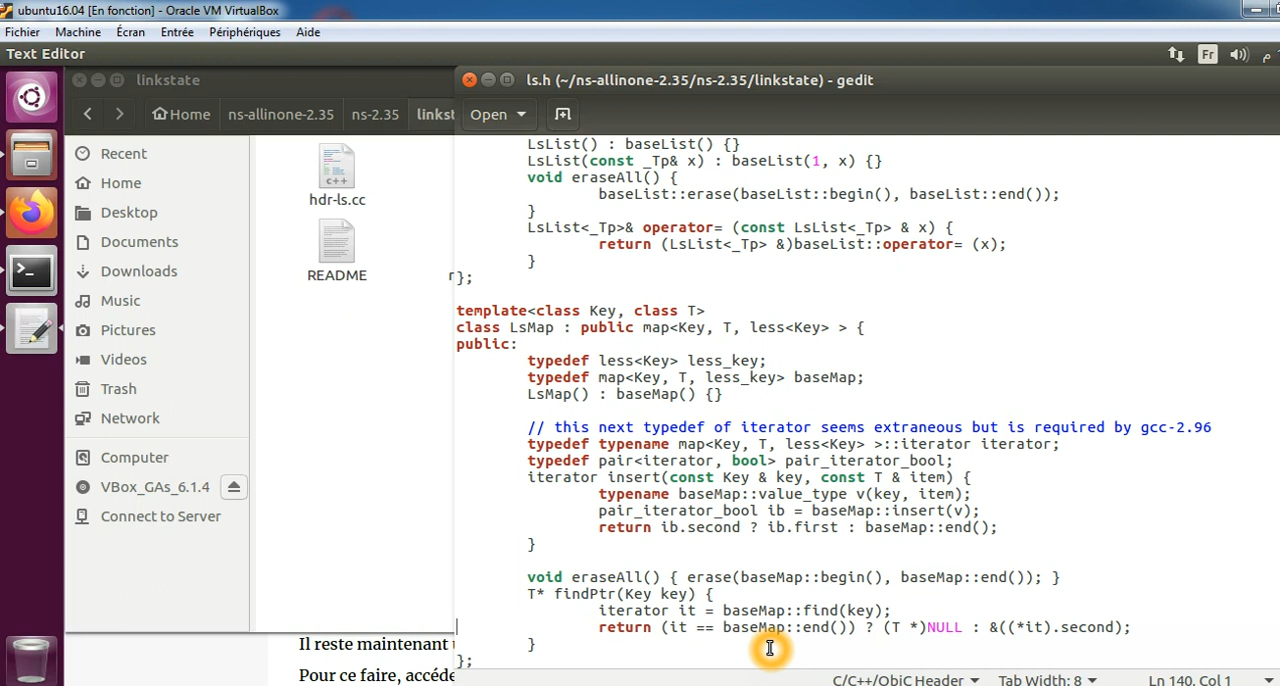 ubuntu16.04 [En fonction] - Oracle VM VirtualBox
Fichier Machine Écran Entrée Périphériques Aide
Text Editor
Fr
linkstate
Home ns-allinone-2.35 ns-2.35
Recent
Home
Desktop
Documents
Downloads
Music
Pictures
Videos
Trash
Network
Computer
VBox_GAs_6.1.4
Connect to Server
hdr-ls.cc
README
Il reste maintenant
Pour ce faire, accéde
ls.h (~/ns-allinone-2.35/ns-2.35/linkstate) - gedit
Open
LsList() : baseList() {}
LsList(const _Tp& x) : baseList(1, x) {}
void eraseAll() {
baseList::erase(baseList::begin(), baseList::end());
}
LsList<_Tp>& operator= (const LsList<_Tp> & x) {
return (LsList<_Tp> &)baseList::operator= (x);
}
};
template<class Key, class T>
class LsMap : public map<Key, T, less<Key> > {
public:
typedef less<Key> less_key;
typedef map<Key, T, less_key> baseMap;
LsMap() : baseMap() {}
// this next typedef of iterator seems extraneous but is required by gcc-2.96
typedef typename map<Key, T, less<Key> >::iterator iterator;
typedef pair<iterator, bool> pair_iterator_bool;
iterator insert(const Key & key, const T & item) {
typename baseMap::value_type v(key, item);
pair_iterator_bool ib = baseMap::insert(v);
return ib.second ? ib.first : baseMap::end();
}
void eraseAll() { erase(baseMap::begin(), baseMap::end()); }
T* findPtr(Key key) {
iterator it = baseMap::find(key);
return (it == baseMap::end()) ? (T *)NULL : &((*it).second);
}
};
C/C++/ObjC Header Tab Width: 8 Ln 140, Col 1